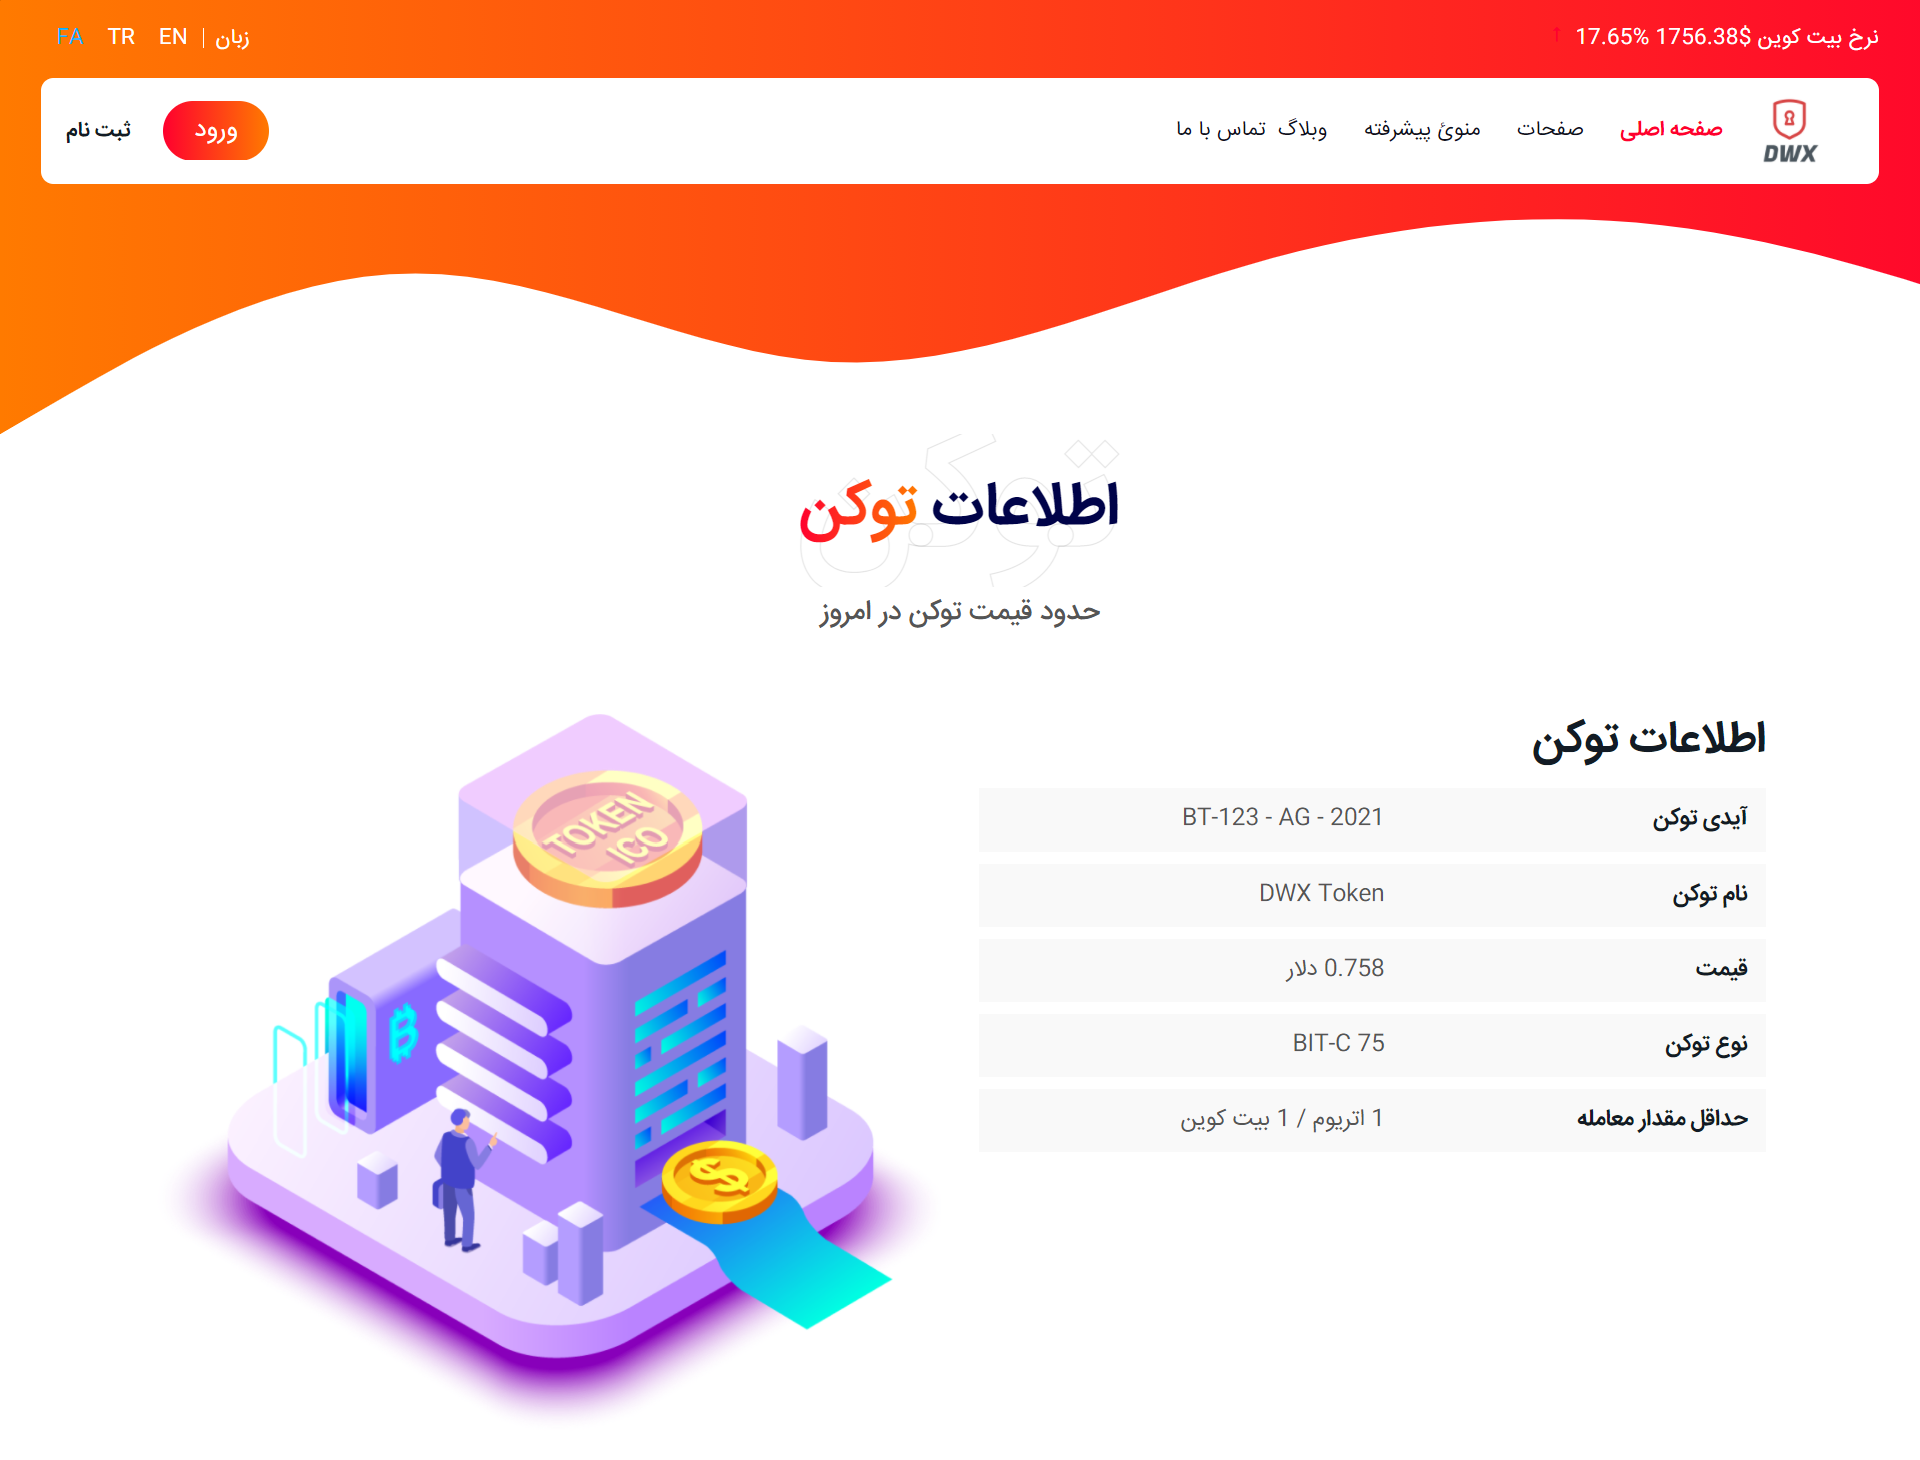 نرخ بیت کوین 1756.38$ 17.65% ↑
زبان | EN TR FA
DWX
صفحه اصلی
صفحات
منوئ پیشرفته
وبلاگ
تماس با ما
ورود
ثبت نام
توکن
اطلاعات توکن
حدود قیمت توکن در امروز
اطلاعات توکن
آیدی توکن BT-123 - AG - 2021
نام توکن DWX Token
قیمت 0.758 دلار
نوع توکن BIT-C 75
حداقل مقدار معامله 1 اتریوم / 1 بیت کوین
TOKEN
ICO